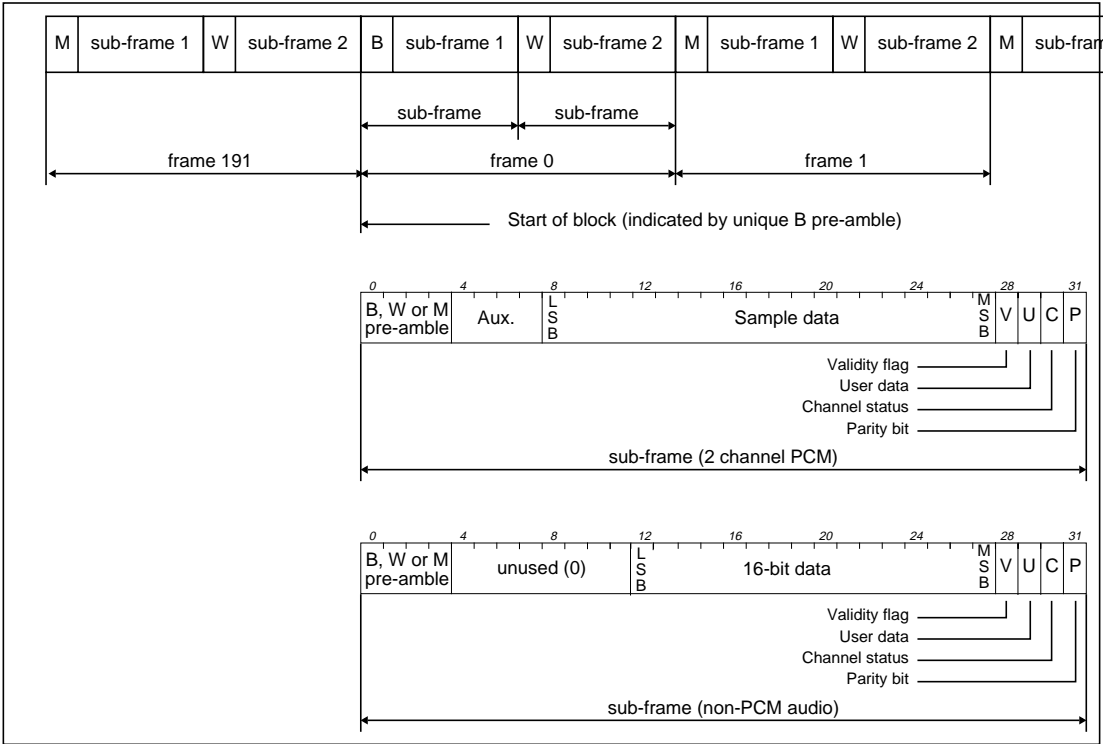 M sub-frame 1 W sub-frame 2 B sub-frame 1 W sub-frame 2 M sub-frame 1 W sub-frame 2 M sub-fram
sub-frame sub-frame
frame 191 frame 0 frame 1
Start of block (indicated by unique B pre-amble)
0 4 8 12 16 20 24 28 31
B, W or M pre-amble Aux. LSB Sample data MSB V U C P
Validity flag
User data
Channel status
Parity bit
sub-frame (2 channel PCM)
0 4 8 12 16 20 24 28 31
B, W or M pre-amble unused (0) LSB 16-bit data MSB V U C P
Validity flag
User data
Channel status
Parity bit
sub-frame (non-PCM audio)